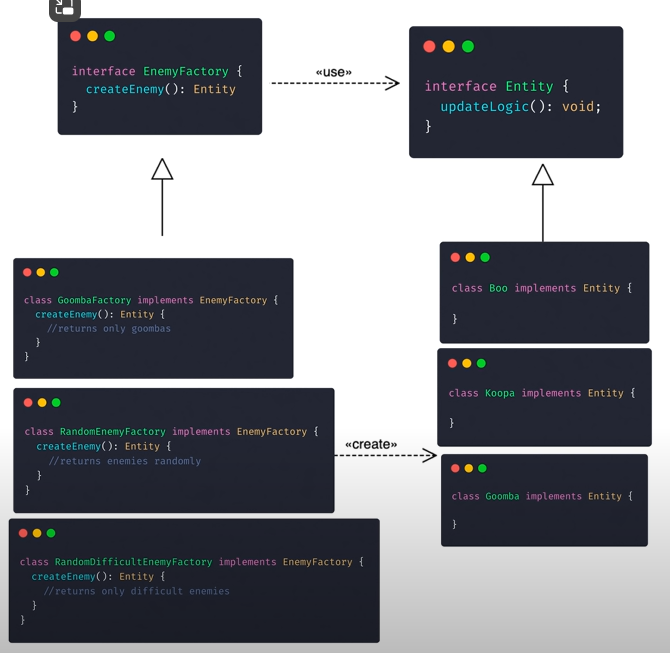 interface EnemyFactory {
createEnemy(): Entity
}
«use»
interface Entity {
updateLogic(): void;
}
class GoombaFactory implements EnemyFactory {
createEnemy(): Entity {
//returns only goombas
}
}
class RandomEnemyFactory implements EnemyFactory {
createEnemy(): Entity {
//returns enemies randomly
}
}
class RandomDifficultEnemyFactory implements EnemyFactory {
createEnemy(): Entity {
//returns only difficult enemies
}
}
«create»
class Boo implements Entity {
}
class Koopa implements Entity {
}
class Goomba implements Entity {
}